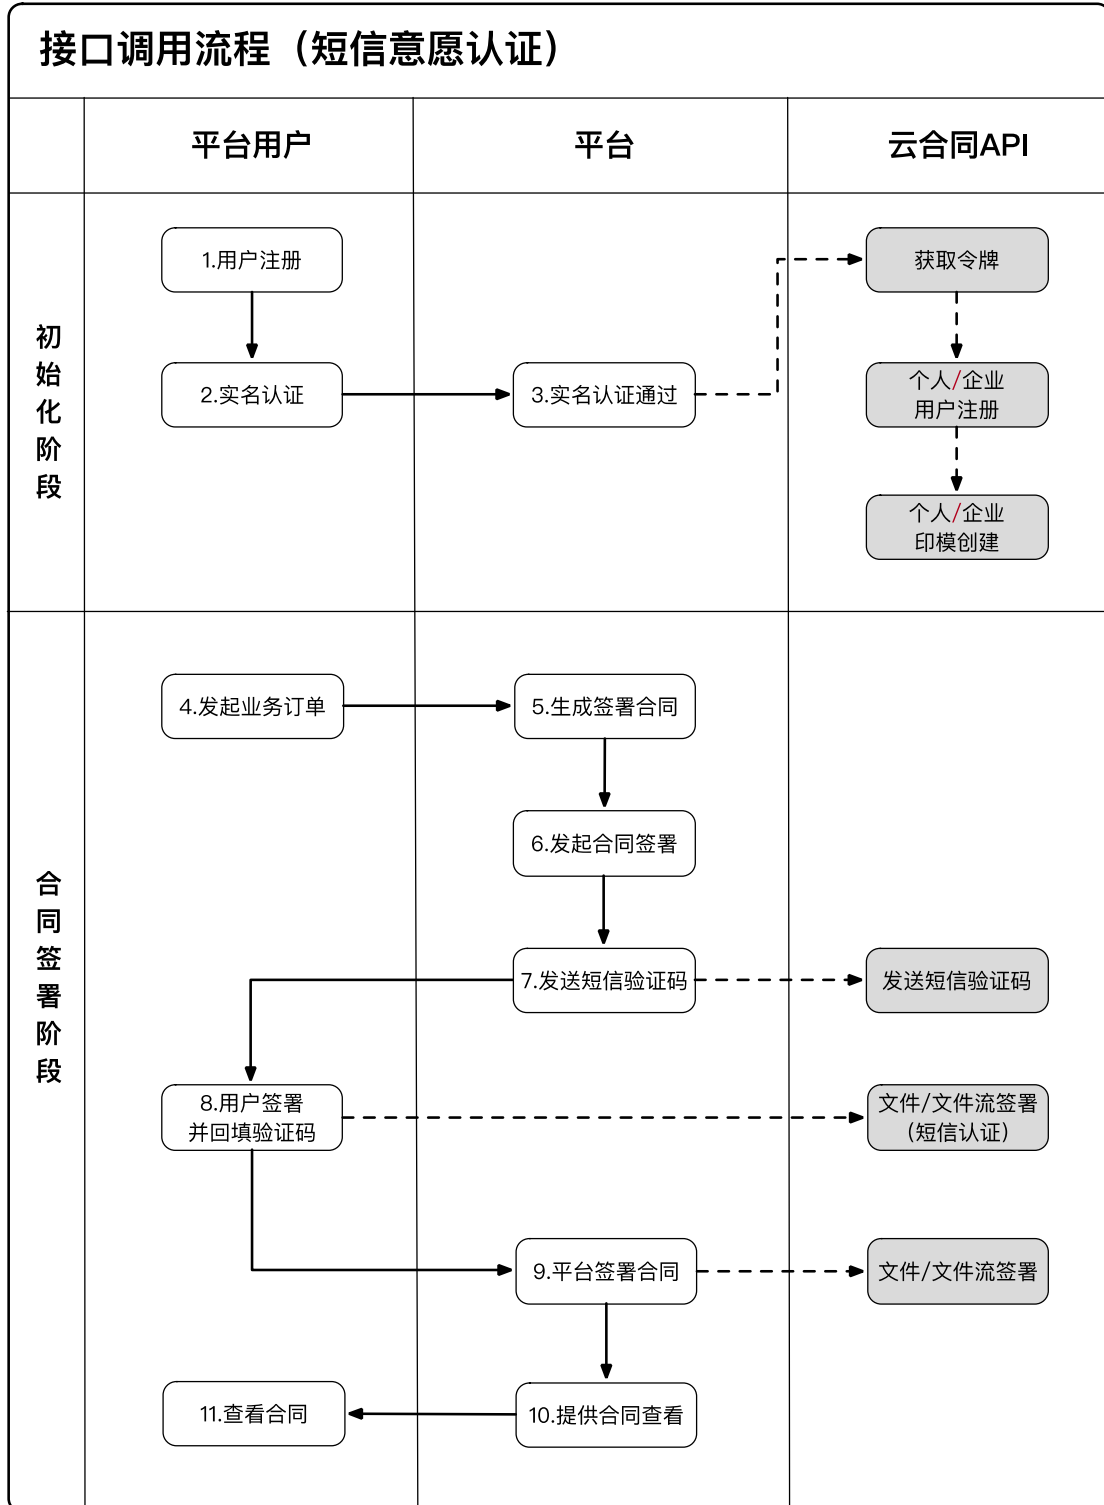 接口调用流程（短信意愿认证）
平台用户
平台
云合同API
初始化阶段
1.用户注册
获取令牌
2.实名认证
3.实名认证通过
个人/企业
用户注册
个人/企业
印模创建
合同签署阶段
4.发起业务订单
5.生成签署合同
6.发起合同签署
7.发送短信验证码
发送短信验证码
8.用户签署
并回填验证码
文件/文件流签署
（短信认证）
9.平台签署合同
文件/文件流签署
11.查看合同
10.提供合同查看